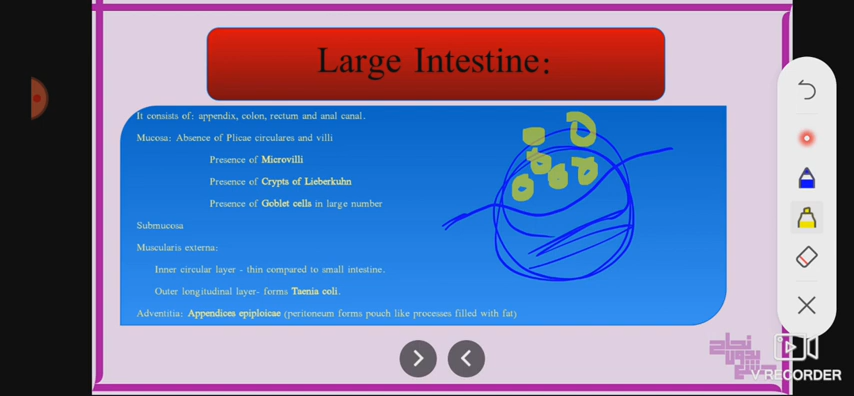 Large Intestine:
It consists of: appendix, colon, rectum and anal canal.
Mucosa: Absence of Plicae circulares and villi
Presence of Microvilli
Presence of Crypts of Lieberkuhn
Presence of Goblet cells in large number
Submucosa
Muscularis externa:
Inner circular layer - thin compared to small intestine.
Outer longitudinal layer- forms Taenia coli.
Adventitia: Appendices epiploicae (peritoneum forms pouch like processes filled with fat)
V RECORDER